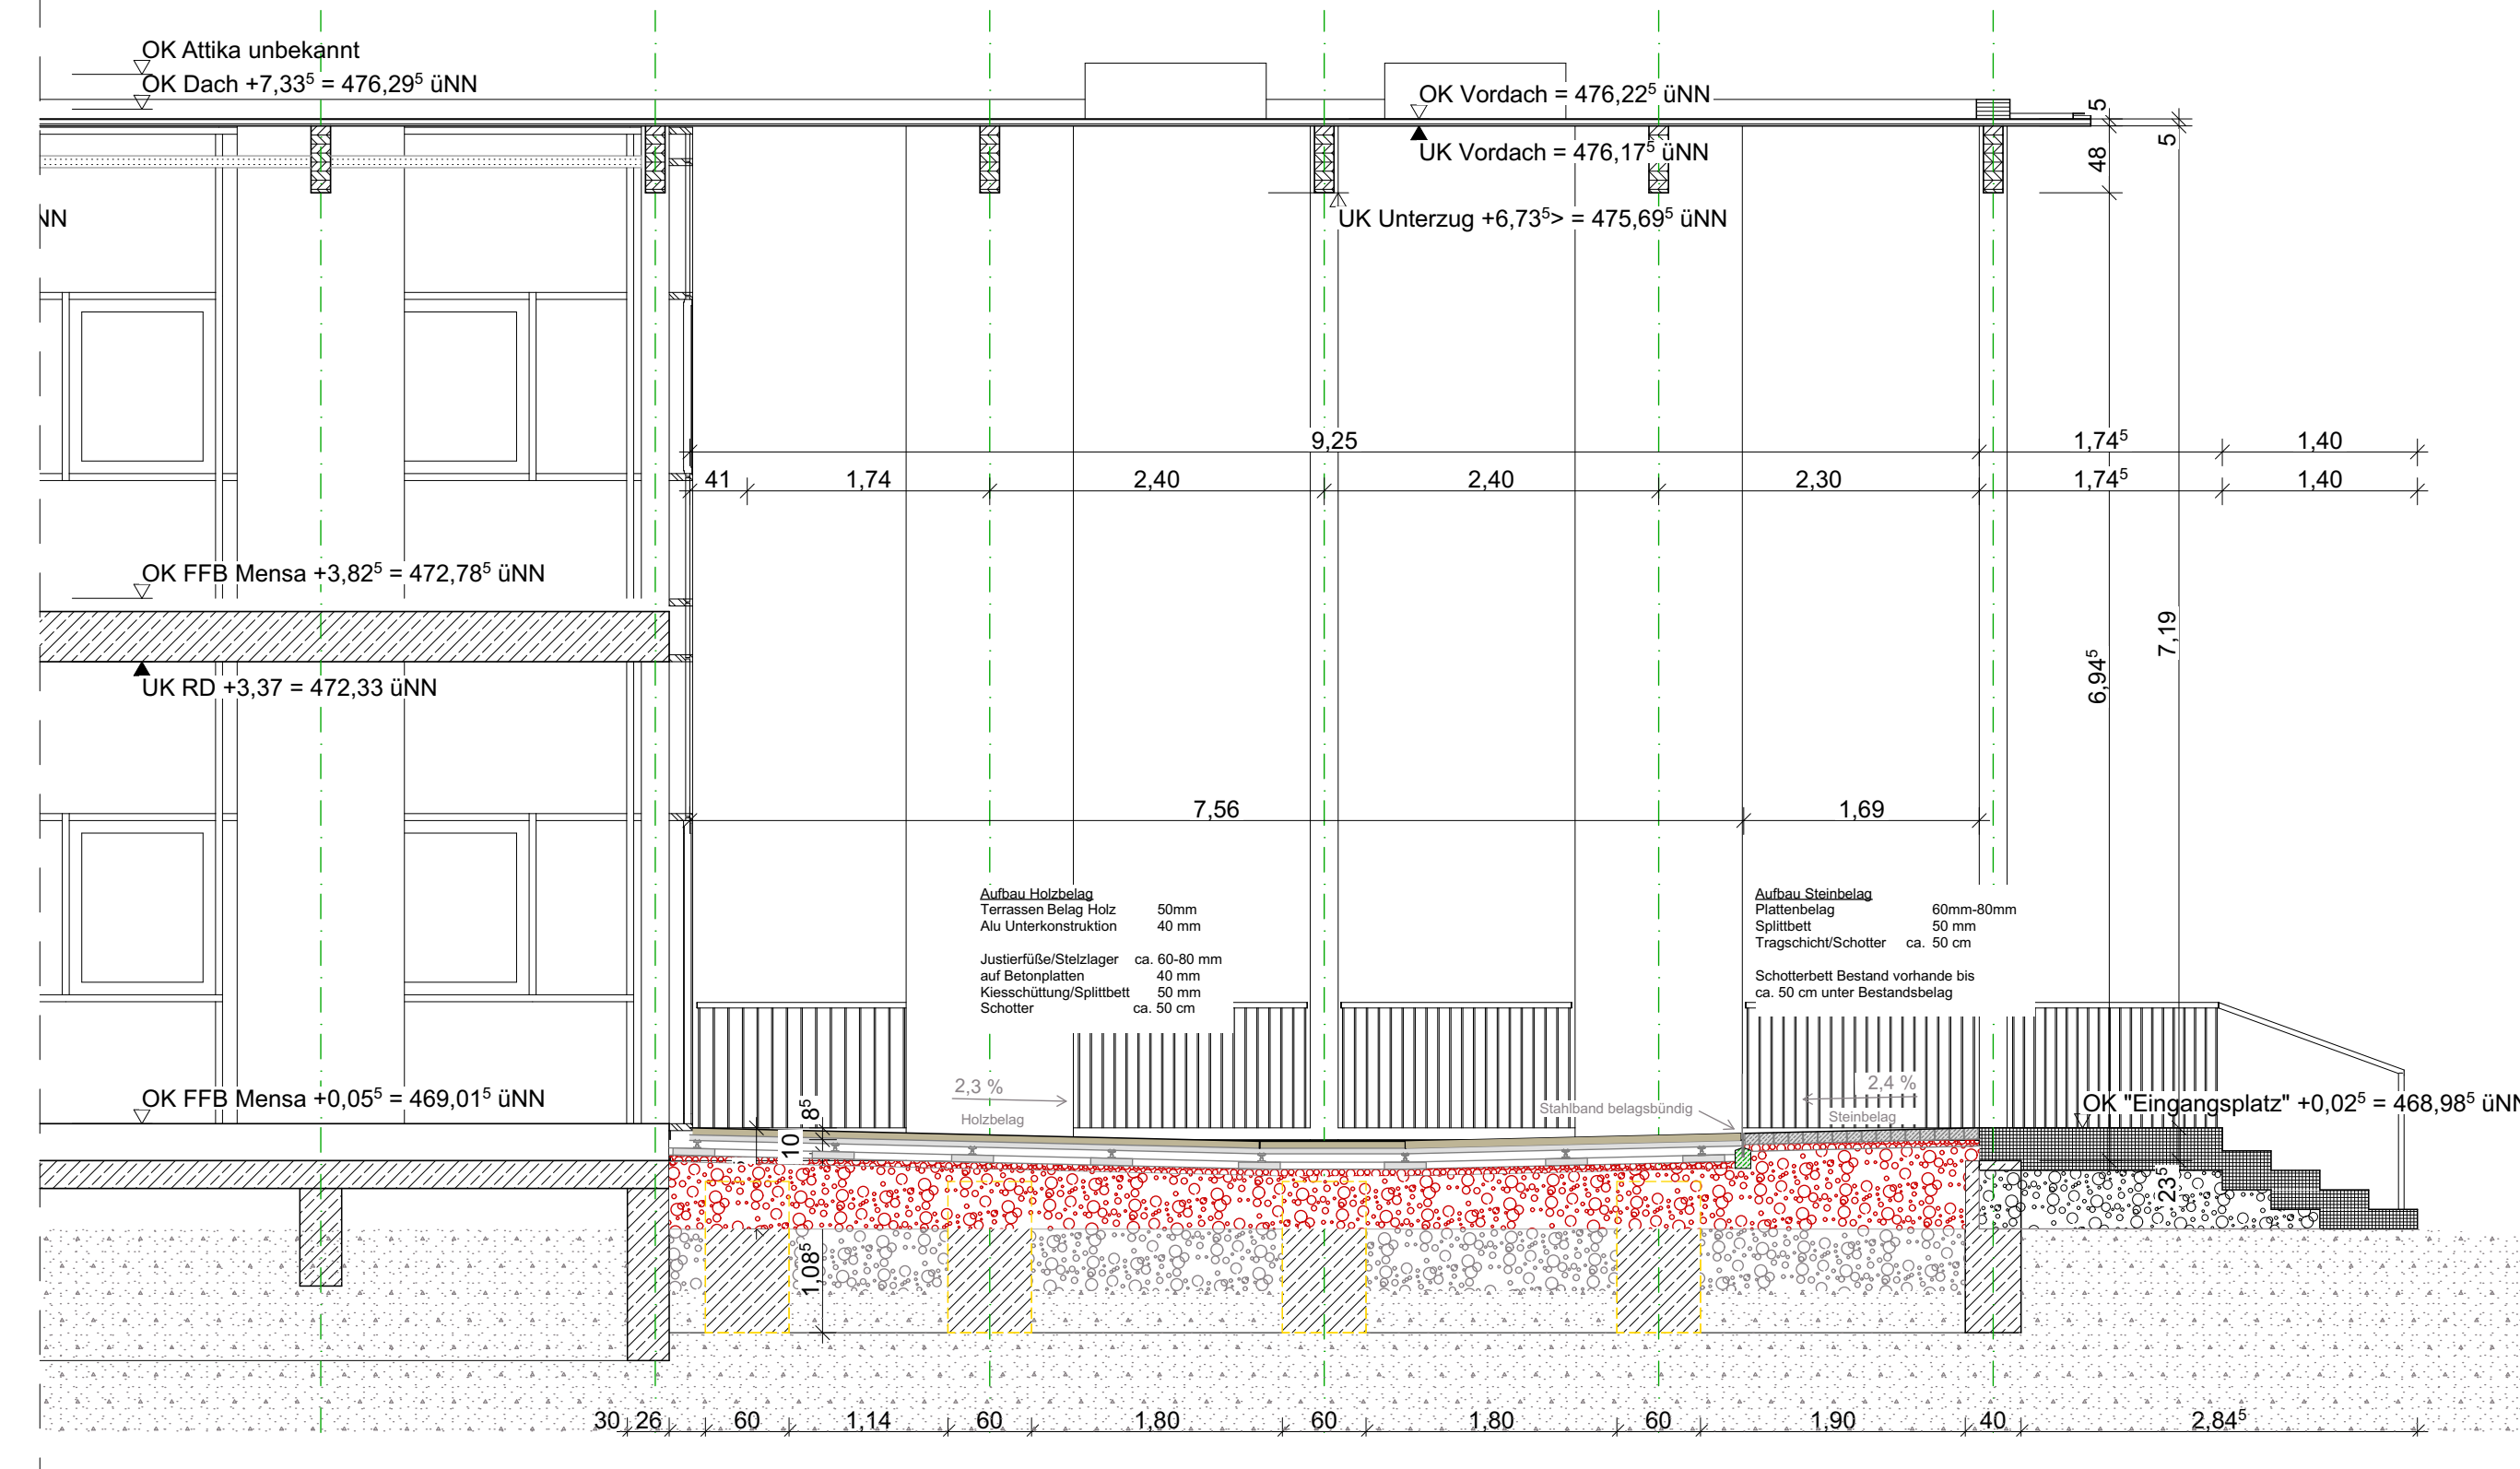 OK Attika unbekannt
OK Dach +7,33⁵ = 476,29⁵ üNN
OK Vordach = 476,22⁵ üNN
5
UK Vordach = 476,17⁵ üNN
5
48
NN
UK Unterzug +6,73⁵> = 475,69⁵ üNN
9,25
1,74⁵
1,40
41
1,74
2,40
2,40
2,30
1,74⁵
1,40
OK FFB Mensa +3,82⁵ = 472,78⁵ üNN
7,19
6,94⁵
UK RD +3,37 = 472,33 üNN
7,56
1,69
Aufbau Holzbelag
Terrassen Belag Holz 50mm
Alu Unterkonstruktion 40 mm
Justierfüße/Stelzlager ca. 60-80 mm
auf Betonplatten 40 mm
Kiesschüttung/Splittbett 50 mm
Schotter ca. 50 cm
Aufbau Steinbelag
Plattenbelag 60mm-80mm
Splittbett 50 mm
Tragschicht/Schotter ca. 50 cm
Schotterbett Bestand vorhande bis
ca. 50 cm unter Bestandsbelag
2,3 %
Holzbelag
2,4 %
Steinbelag
Stahlband belagsbündig
OK FFB Mensa +0,05⁵ = 469,01⁵ üNN
OK "Eingangsplatz" +0,02⁵ = 468,98⁵ üNN
8⁵
10
23⁵
1,08⁵
30
26
60
1,14
60
1,80
60
1,80
60
1,90
40
2,84⁵